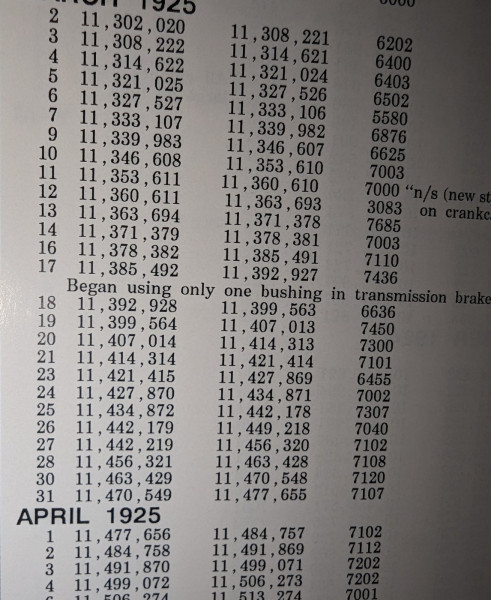 1925
2 11,302,020 11,308,221 6202
3 11,308,222 11,314,621 6400
4 11,314,622 11,321,024 6403
5 11,321,025 11,327,526 6502
6 11,327,527 11,333,106 5580
7 11,333,107 11,339,982 6876
9 11,339,983 11,346,607 6625
10 11,346,608 11,353,610 7003
11 11,353,611 11,360,610 7000 "n/s (new st
12 11,360,611 11,363,693 3083 on crankc
13 11,363,694 11,371,378 7685
14 11,371,379 11,378,381 7003
16 11,378,382 11,385,491 7110
17 11,385,492 11,392,927 7436
Began using only one bushing in transmission brake
18 11,392,928 11,399,563 6636
19 11,399,564 11,407,013 7450
20 11,407,014 11,414,313 7300
21 11,414,314 11,421,414 7101
23 11,421,415 11,427,869 6455
24 11,427,870 11,434,871 7002
25 11,434,872 11,442,178 7307
26 11,442,179 11,449,218 7040
27 11,442,219 11,456,320 7102
28 11,456,321 11,463,428 7108
30 11,463,429 11,470,548 7120
31 11,470,549 11,477,655 7107
APRIL 1925
1 11,477,656 11,484,757 7102
2 11,484,758 11,491,869 7112
3 11,491,870 11,499,071 7202
4 11,499,072 11,506,273 7202
11,506,274 11,513,274 7001